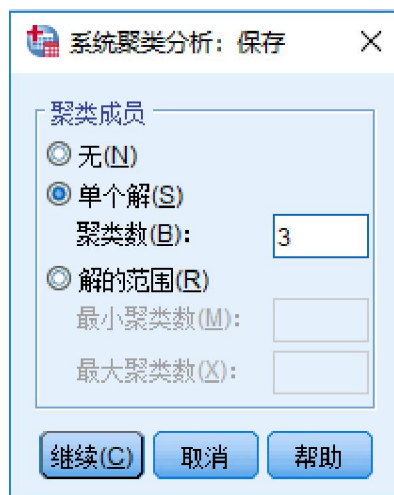 系统聚类分析：保存
聚类成员
无(N)
单个解(S)
聚类数(B)： 3
解的范围(R)
最小聚类数(M)：
最大聚类数(X)：
继续(C) 取消 帮助